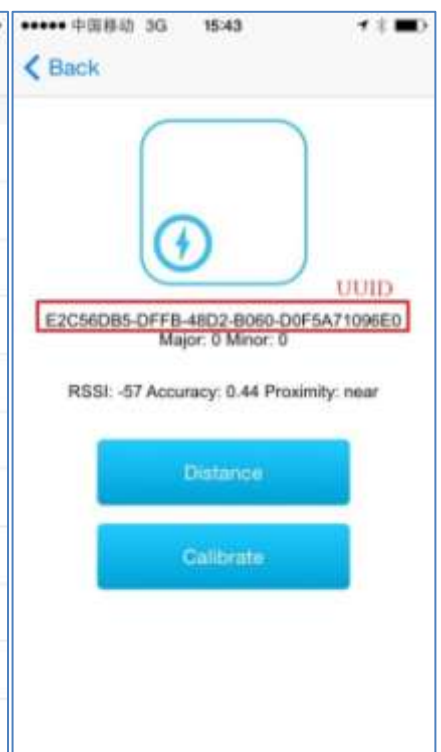 中国移动 3G 15:43
Back
UUID
E2C56DB5-DFFB-48D2-B060-D0F5A71096E0
Major: 0 Minor: 0
RSSI: -57 Accuracy: 0.44 Proximity: near
Distance
Calibrate